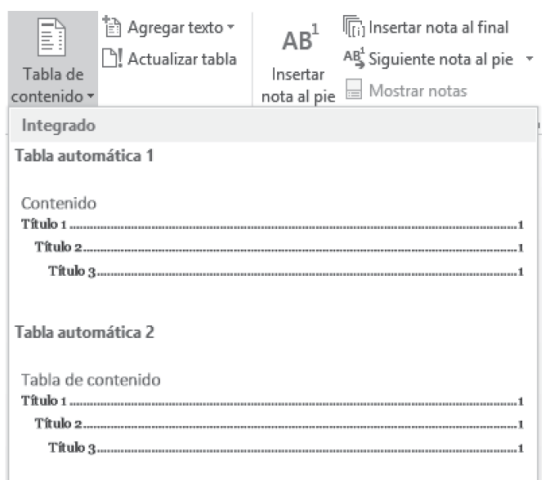 Tabla de contenido
Agregar texto
Actualizar tabla
AB1
Insertar nota al pie
[i] Insertar nota al final
AB1 Siguiente nota al pie
Mostrar notas
Integrado
Tabla automática 1
Contenido
Título 1....................................................................1
Título 2....................................................................1
Título 3....................................................................1
Tabla automática 2
Tabla de contenido
Título 1....................................................................1
Título 2....................................................................1
Título 3....................................................................1